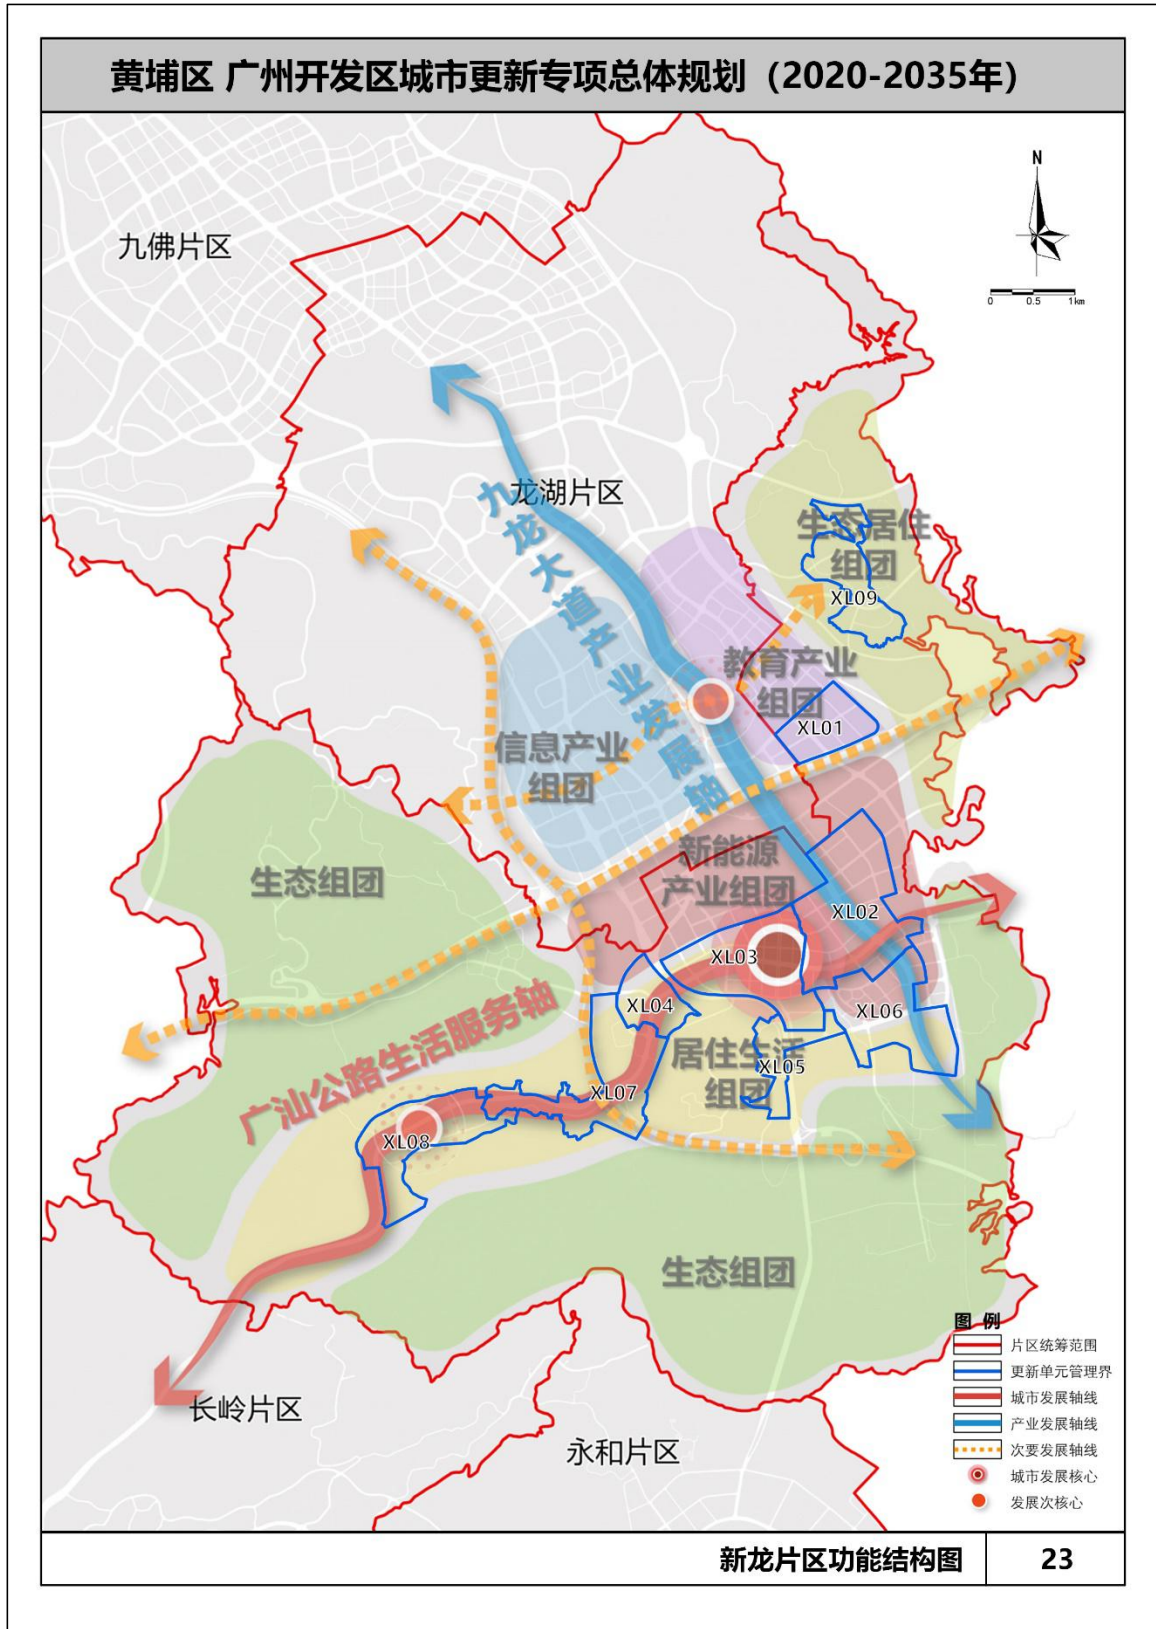 黄埔区 广州开发区城市更新专项总体规划（2020-2035年）
N
0 0.5 1km
九佛片区
龙湖片区
九龙大道产业发展轴
生态居住
组团
XL09
教育产业
组团
XL01
信息产业
组团
新能源
产业组团
生态组团
XL02
XL03
XL04
XL06
广汕公路生活服务轴
居住生活
组团
XL05
XL07
XL08
生态组团
长岭片区
永和片区
图 例
片区统筹范围
更新单元管理界
城市发展轴线
产业发展轴线
次要发展轴线
城市发展核心
发展次核心
新龙片区功能结构图
23